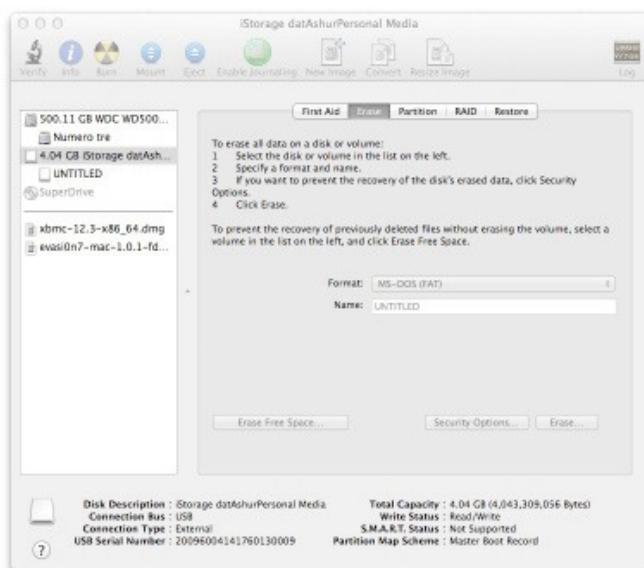 iStorage datAshurPersonal Media
Verify Info Burn Mount Eject Enable Journaling New Image Convert Resize Image Log
500.11 GB WDC WD500...
Numero tre
4.04 GB iStorage datAsh...
UNTITLED
SuperDrive
xbmc-12.3-x86_64.dmg
evasi0n7-mac-1.0.1-fd...
First Aid Erase Partition RAID Restore
To erase all data on a disk or volume:
1 Select the disk or volume in the list on the left.
2 Specify a format and name.
3 If you want to prevent the recovery of the disk's erased data, click Security
Options.
4 Click Erase.
To prevent the recovery of previously deleted files without erasing the volume, select a
volume in the list on the left, and click Erase Free Space.
Format: MS-DOS (FAT)
Name: UNTITLED
Erase Free Space... Security Options... Erase...
Disk Description : iStorage datAshurPersonal Media
Connection Bus : USB
Connection Type : External
USB Serial Number : 20096004141760130009
Total Capacity : 4.04 GB (4,043,309,056 Bytes)
Write Status : Read/Write
S.M.A.R.T. Status : Not Supported
Partition Map Scheme : Master Boot Record
?